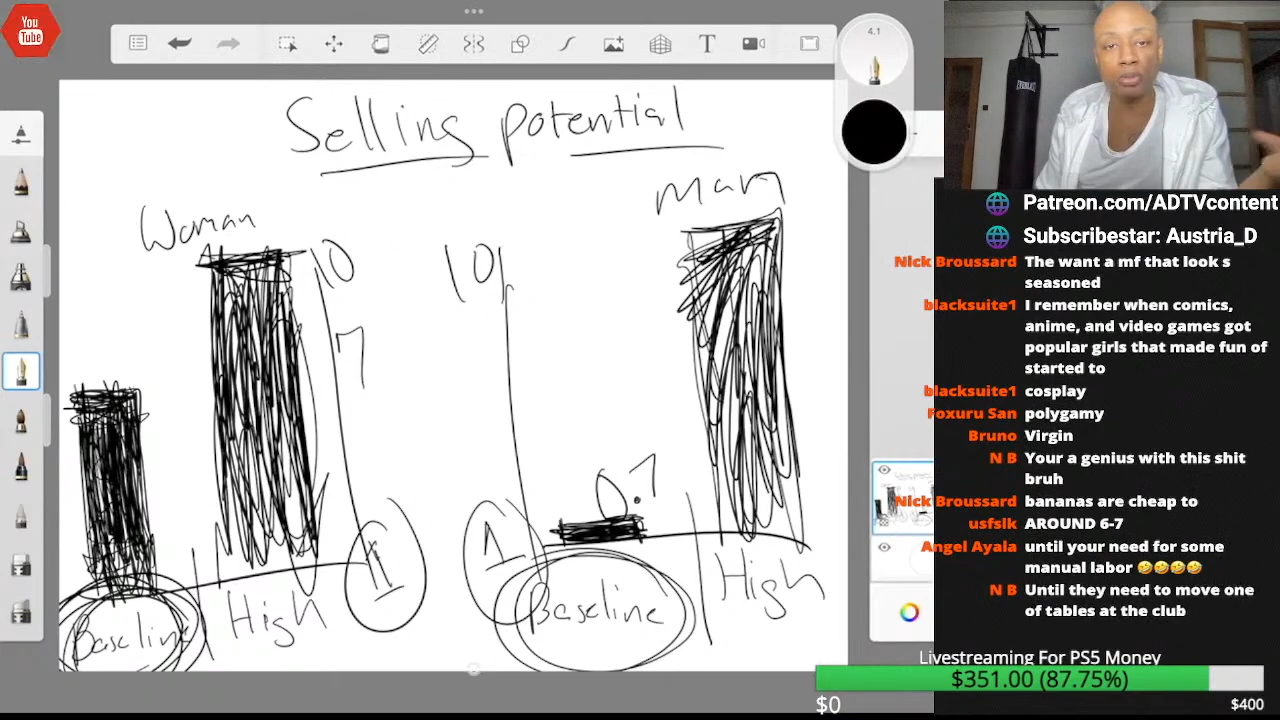 You
Tube
4.1
T
Selling potential
Woman
Man
10
10
7
0.7
1
1
Baseline
High
Baseline
High
EVERLAST
Patreon.com/ADTVcontent
Subscribestar: Austria_D
Nick Broussard The want a mf that look s
seasoned
blacksuite1 I remember when comics,
anime, and video games got
popular girls that made fun of
started to
blacksuite1 cosplay
Foxuru San polygamy
Bruno Virgin
N B Your a genius with this shit
bruh
Nick Broussard bananas are cheap to
usfslk AROUND 6-7
Angel Ayala until your need for some
manual labor 🤣🤣🤣🤣
N B Until they need to move one
of tables at the club
Livestreaming For PS5 Money
$351.00 (87.75%)
$0 $400